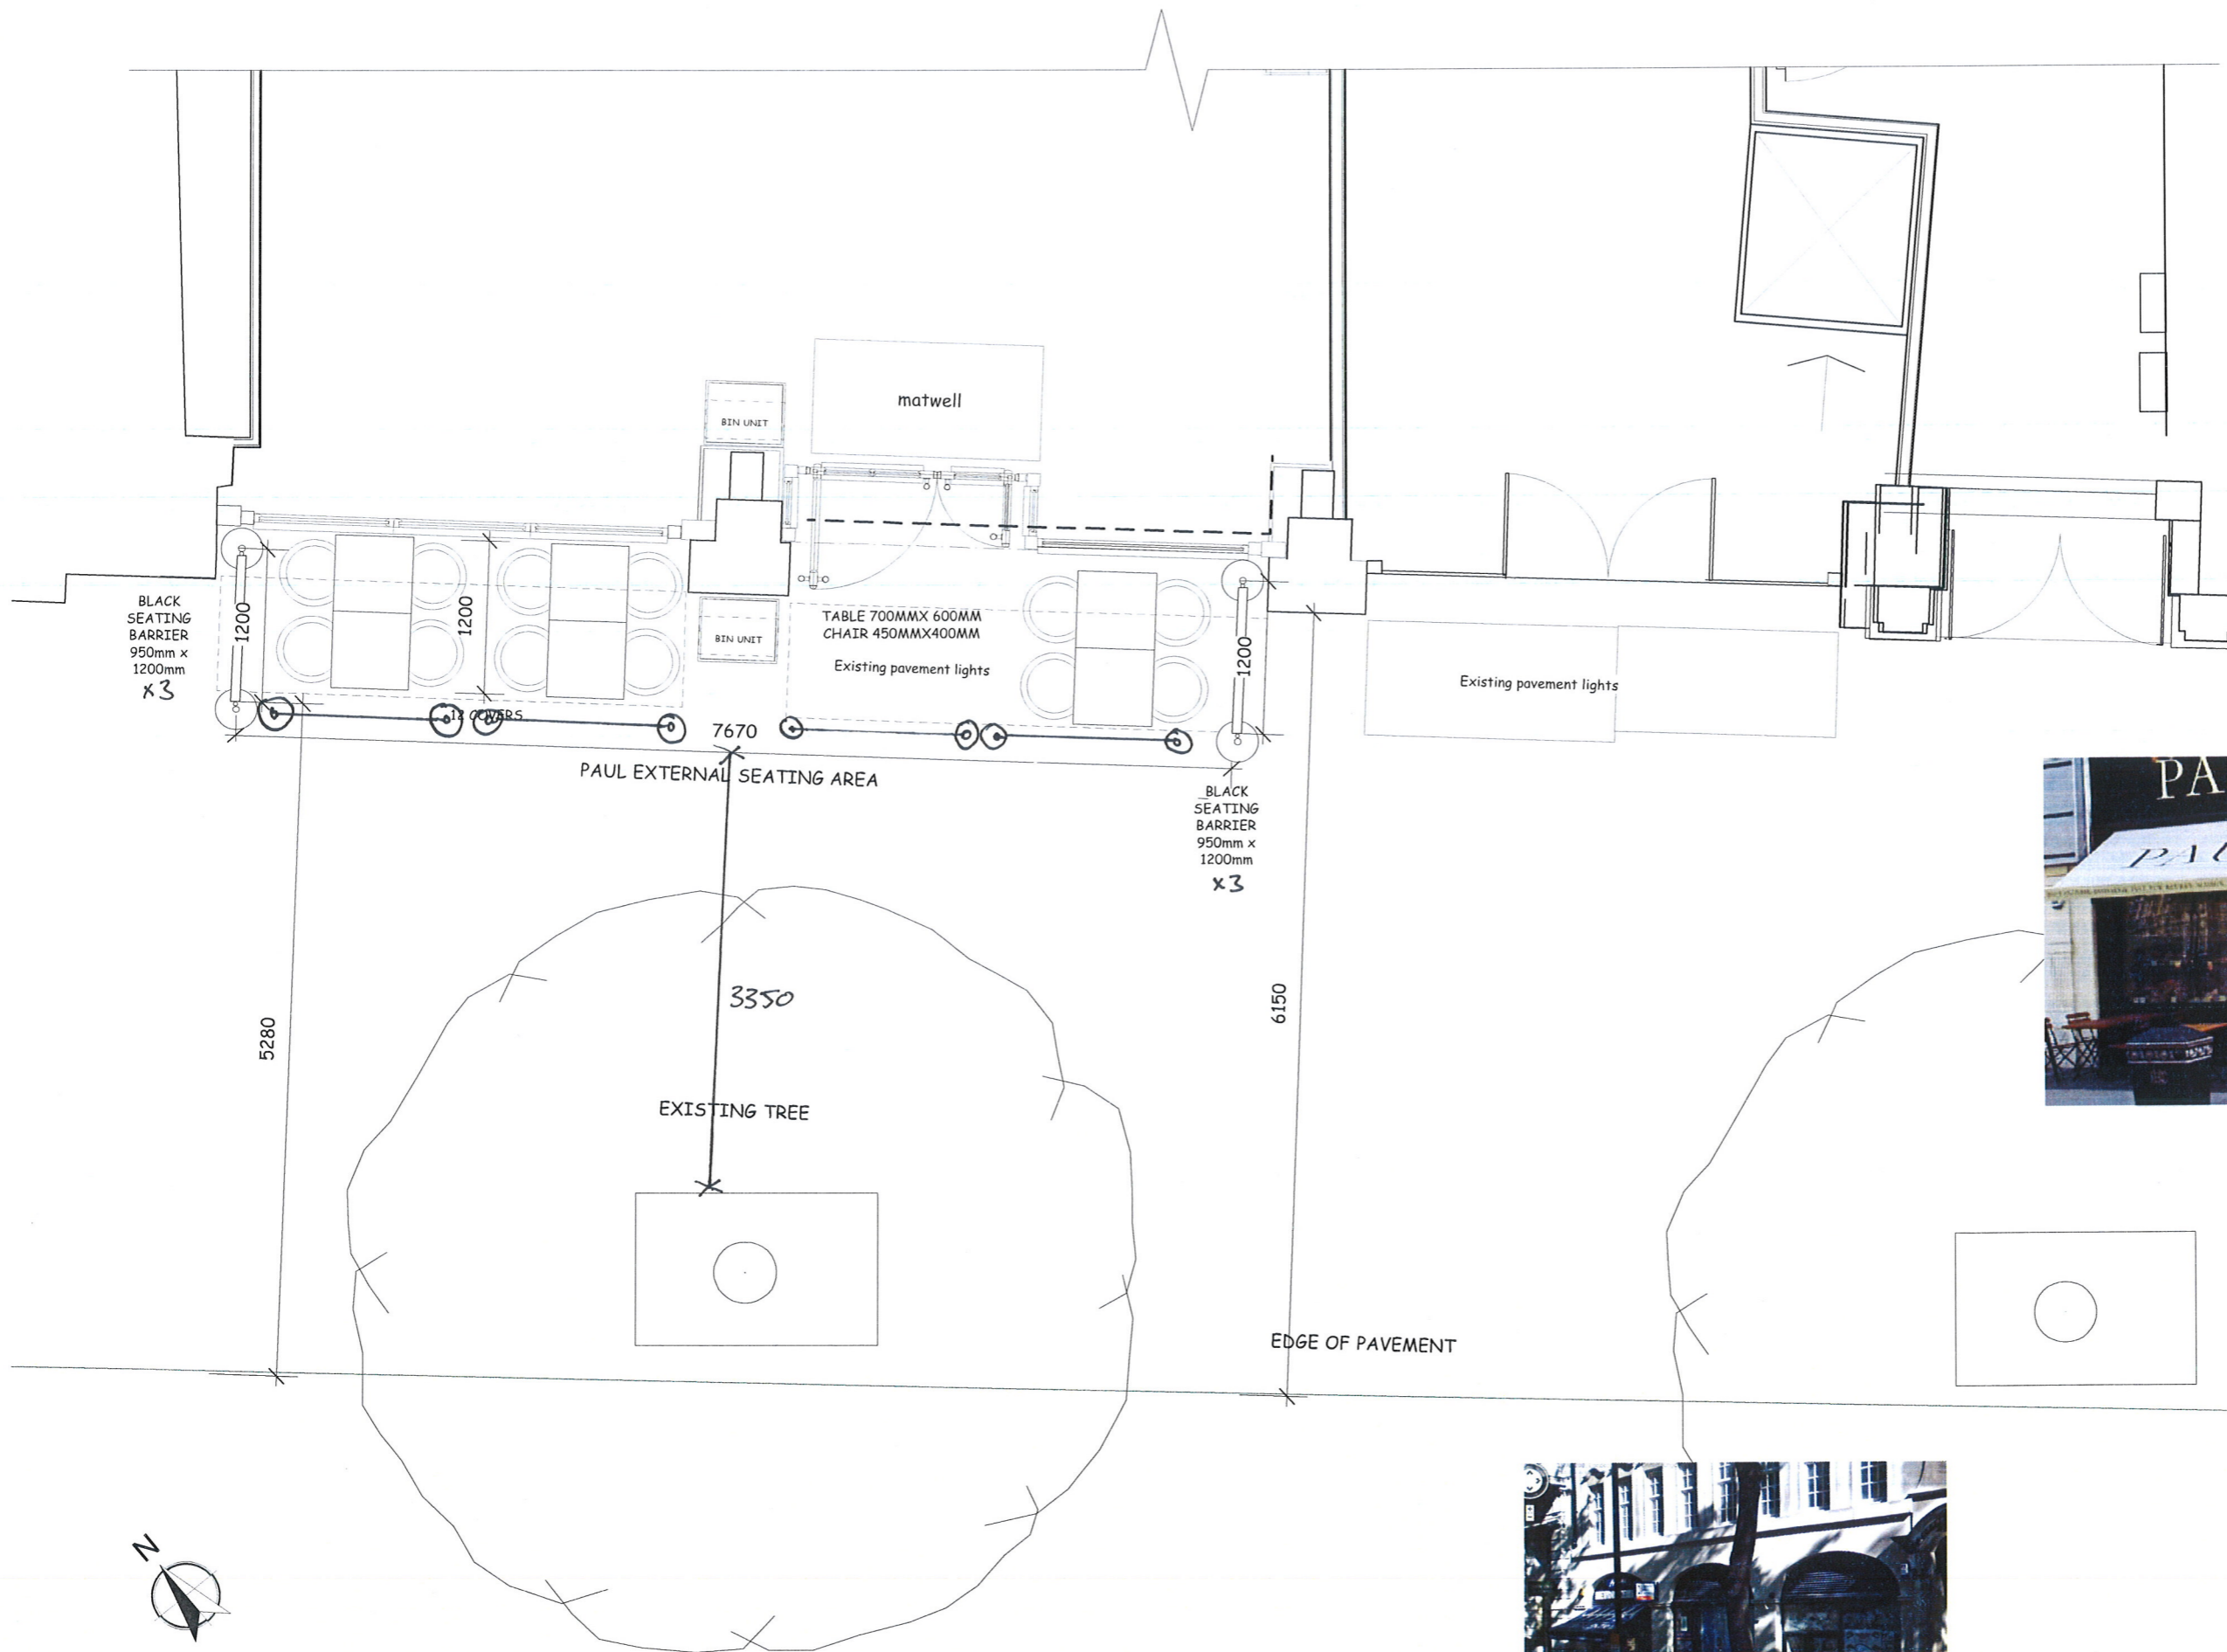 matwell
BIN UNIT
BLACK
SEATING
BARRIER
950mm x
1200mm
x3
1200
1200
BIN UNIT
TABLE 700MMX 600MM
CHAIR 450MMX400MM
Existing pavement lights
1200
Existing pavement lights
12 COVERS
7670
PAUL EXTERNAL SEATING AREA
BLACK
SEATING
BARRIER
950mm x
1200mm
x3
PA
PAU
5280
3350
6150
EXISTING TREE
EDGE OF PAVEMENT
N